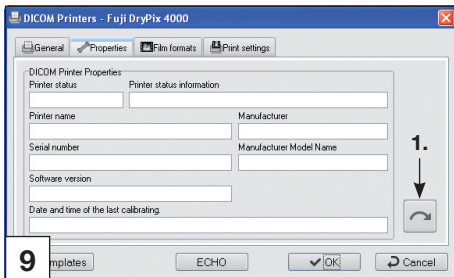 DICOM Printers - Fuji DryPix 4000
General Properties Film formats Print settings
DICOM Printer Properties
Printer status Printer status information
Printer name Manufacturer
Serial number Manufacturer Model Name
Software version
Date and time of the last calibrating.
1.
9 mplates ECHO OK Cancel